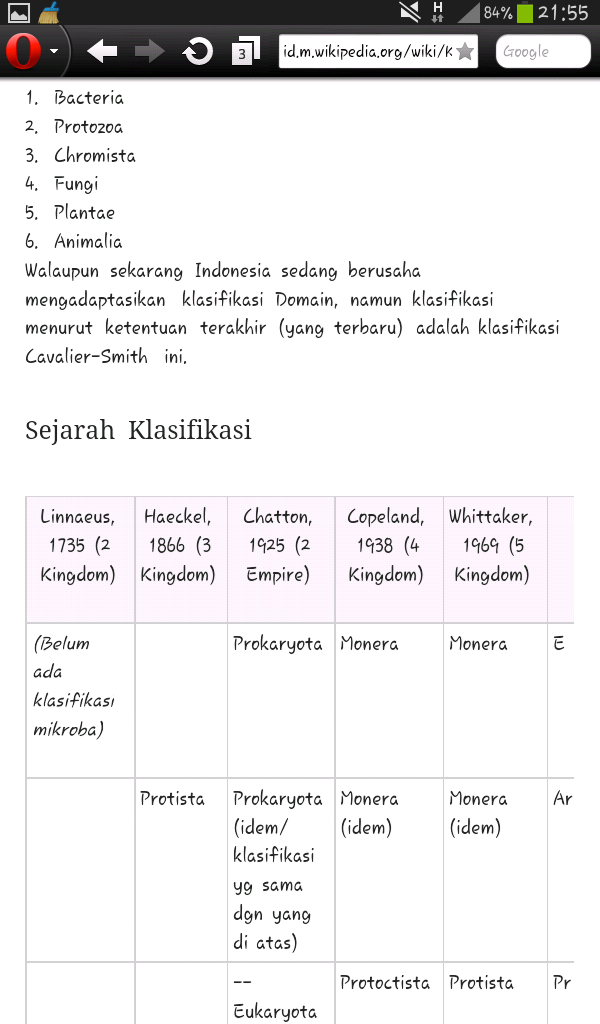 H
84%
21:55
3
id.m.wikipedia.org/wiki/K
Google
1. Bacteria
2. Protozoa
3. Chromista
4. Fungi
5. Plantae
6. Animalia
Walaupun sekarang Indonesia sedang berusaha
mengadaptasikan klasifikasi Domain, namun klasifikasi
menurut ketentuan terakhir (yang terbaru) adalah klasifikasi
Cavalier-Smith ini.
Sejarah Klasifikasi
Linnaeus, 1735 (2 Kingdom)
Haeckel, 1866 (3 Kingdom)
Chatton, 1925 (2 Empire)
Copeland, 1938 (4 Kingdom)
Whittaker, 1969 (5 Kingdom)
(Belum ada klasifikasi mikroba)
Prokaryota
Monera
Monera
E
Protista
Prokaryota (idem/ klasifikasi yg sama dgn yang di atas)
Monera (idem)
Monera (idem)
Ar
-- Eukaryota
Protoctista
Protista
Pr